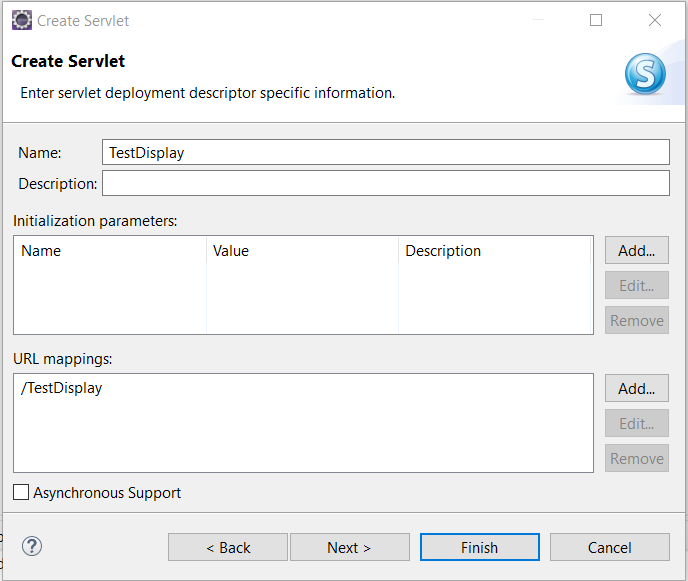 Create Servlet
Create Servlet
Enter servlet deployment descriptor specific information.
S
Name: TestDisplay
Description:
Initialization parameters:
Name Value Description
Add...
Edit...
Remove
URL mappings:
/TestDisplay
Add...
Edit...
Remove
Asynchronous Support
? < Back Next > Finish Cancel